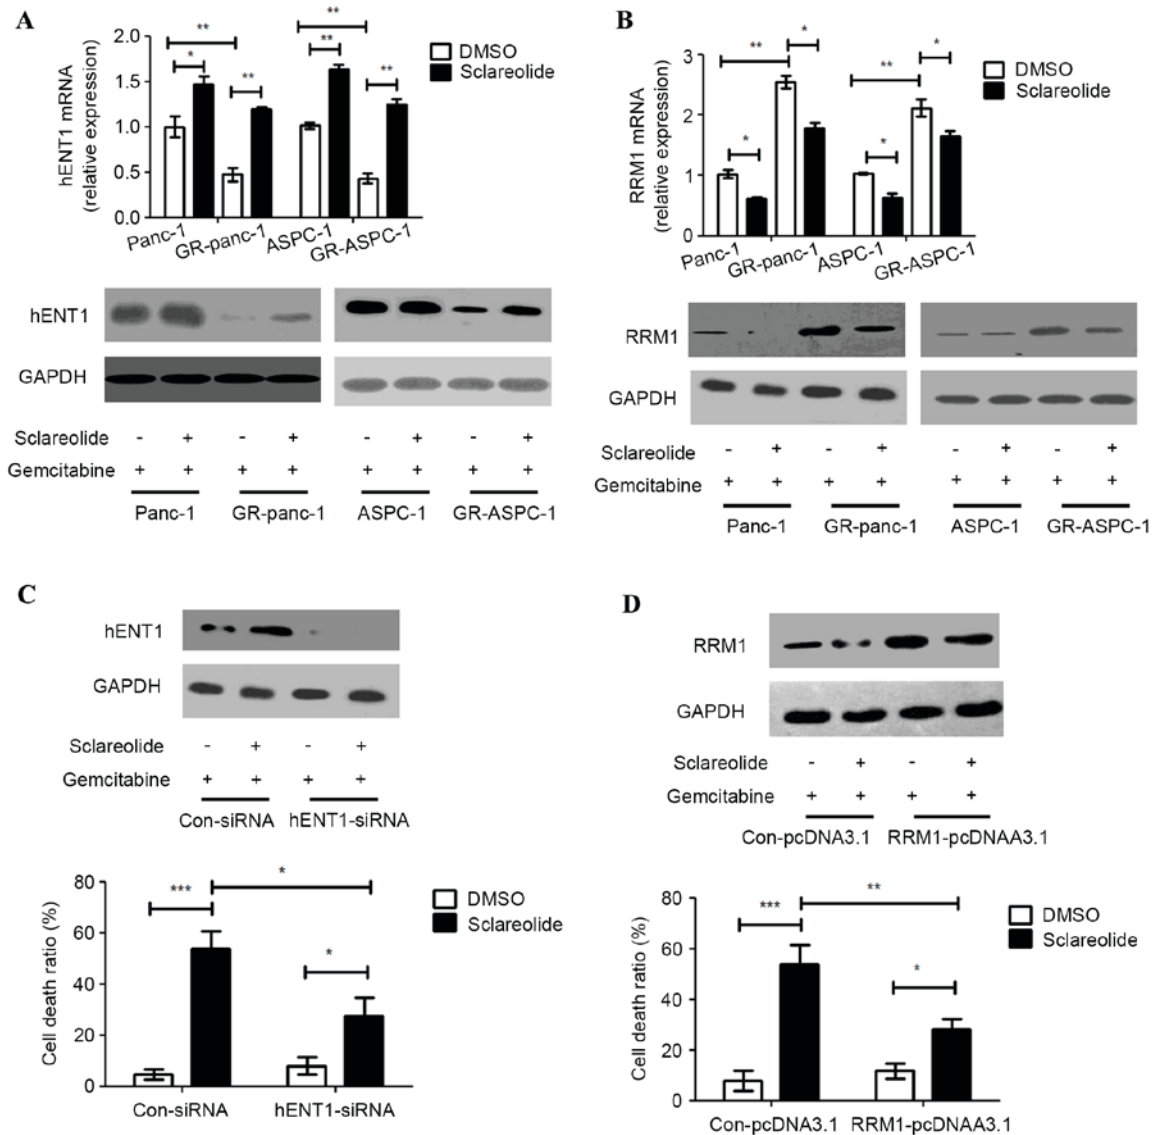 A
hENT1 mRNA
(relative expression)
2.0
1.5
1.0
0.5
0.0
**
*
**
**
**
**
DMSO
Sclareolide
Panc-1
GR-panc-1
ASPC-1
GR-ASPC-1
hENT1
GAPDH
Sclareolide - + - + - + - +
Gemcitabine + + + + + + + +
Panc-1 GR-panc-1 ASPC-1 GR-ASPC-1
B
RRM1 mRNA
(relative expression)
3
2
1
0
**
*
*
**
*
*
DMSO
Sclareolide
Panc-1
GR-panc-1
ASPC-1
GR-ASPC-1
RRM1
GAPDH
Sclareolide - + - + - + - +
Gemcitabine + + + + + + + +
Panc-1 GR-panc-1 ASPC-1 GR-ASPC-1
C
hENT1
GAPDH
Sclareolide - + - +
Gemcitabine + + + +
Con-siRNA hENT1-siRNA
Cell death ratio (%)
80
60
40
20
0
***
*
*
DMSO
Sclareolide
Con-siRNA hENT1-siRNA
D
RRM1
GAPDH
Sclareolide - + - +
Gemcitabine + + + +
Con-pcDNA3.1 RRM1-pcDNAA3.1
Cell death ratio (%)
80
60
40
20
0
***
**
*
DMSO
Sclareolide
Con-pcDNA3.1 RRM1-pcDNAA3.1